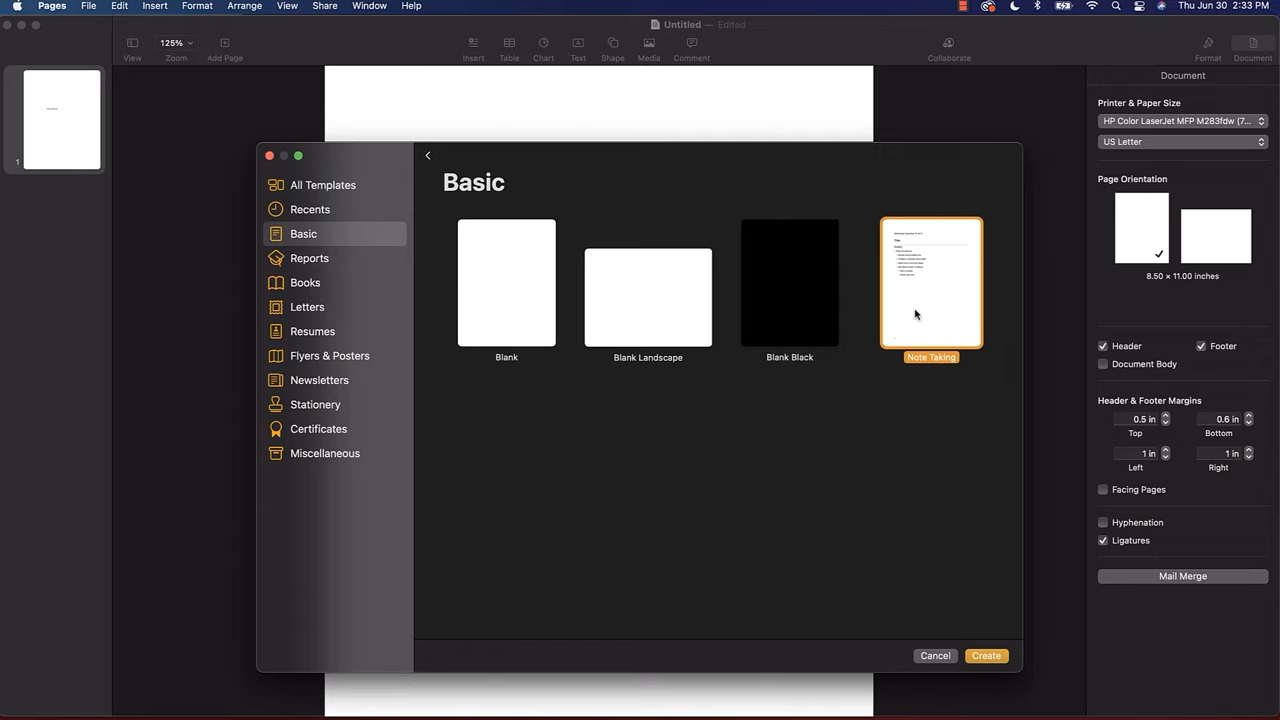 Pages File Edit Insert Format Arrange View Share Window Help Thu Jun 30 2:33 PM
Untitled — Edited
125%
View Zoom Add Page Insert Table Chart Text Shape Media Comment Collaborate Format Document
Document
Printer & Paper Size
HP Color LaserJet MFP M283fdw (7...
US Letter
Page Orientation
8.50 × 11.00 inches
Header Footer
Document Body
Header & Footer Margins
0.5 in 0.6 in
Top Bottom
1 in 1 in
Left Right
Facing Pages
Hyphenation
Ligatures
Mail Merge
1
All Templates
Recents
Basic
Reports
Books
Letters
Resumes
Flyers & Posters
Newsletters
Stationery
Certificates
Miscellaneous
Basic
Title
Blank Blank Landscape Blank Black Note Taking
Cancel Create